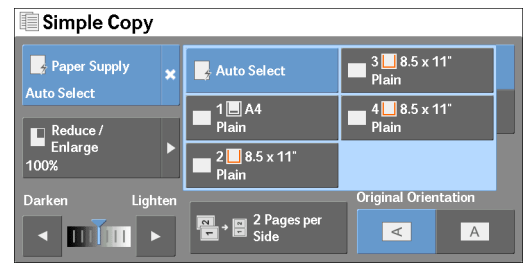 Simple Copy
Paper Supply
Auto Select
Auto Select
1 A4
Plain
2 8.5 x 11"
Plain
3 8.5 x 11"
Plain
4 8.5 x 11"
Plain
Reduce /
Enlarge
100%
Darken Lighten
2 Pages per
Side
Original Orientation
A
A